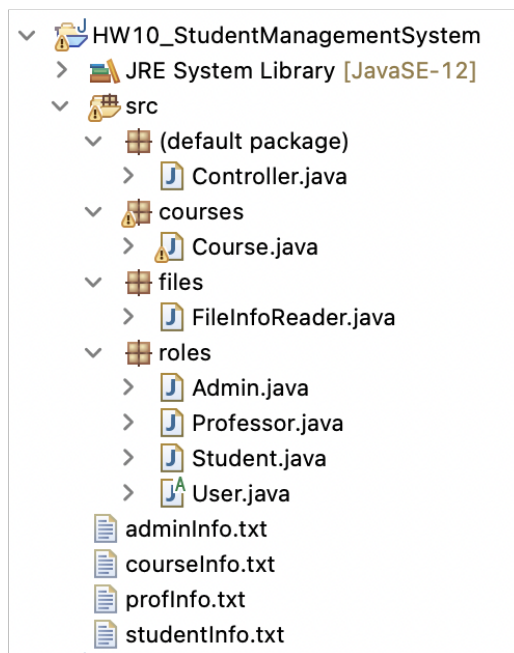 HW10_StudentManagementSystem
JRE System Library [JavaSE-12]
src
(default package)
Controller.java
courses
Course.java
files
FileInfoReader.java
roles
Admin.java
Professor.java
Student.java
User.java
adminInfo.txt
courseInfo.txt
profInfo.txt
studentInfo.txt